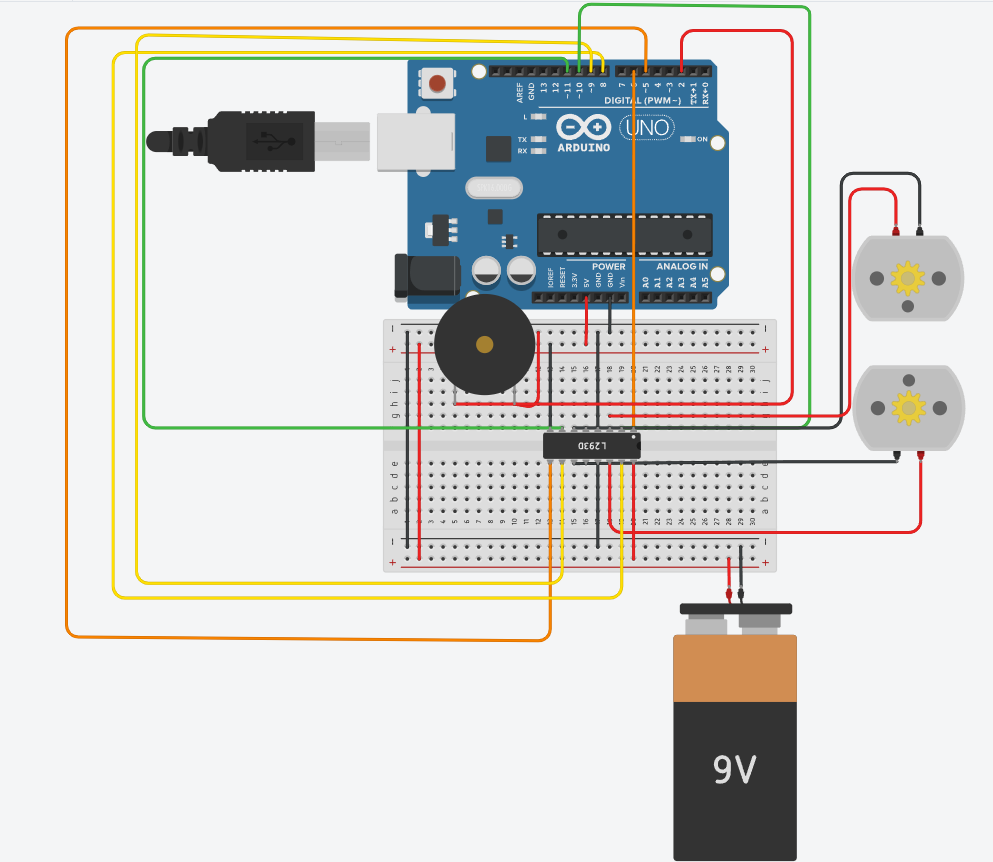 AREF
GND
13
12
~11
~10
~9
8
7
~5
4
~3
2
TX→1
RX←0
DIGITAL (PWM~)
L
TX
RX
ARDUINO
UNO
ON
POWER
ANALOG IN
IOREF
RESET
3.3V
5V
GND
GND
Vin
A0
A1
A2
A3
A4
A5
L293D
9V